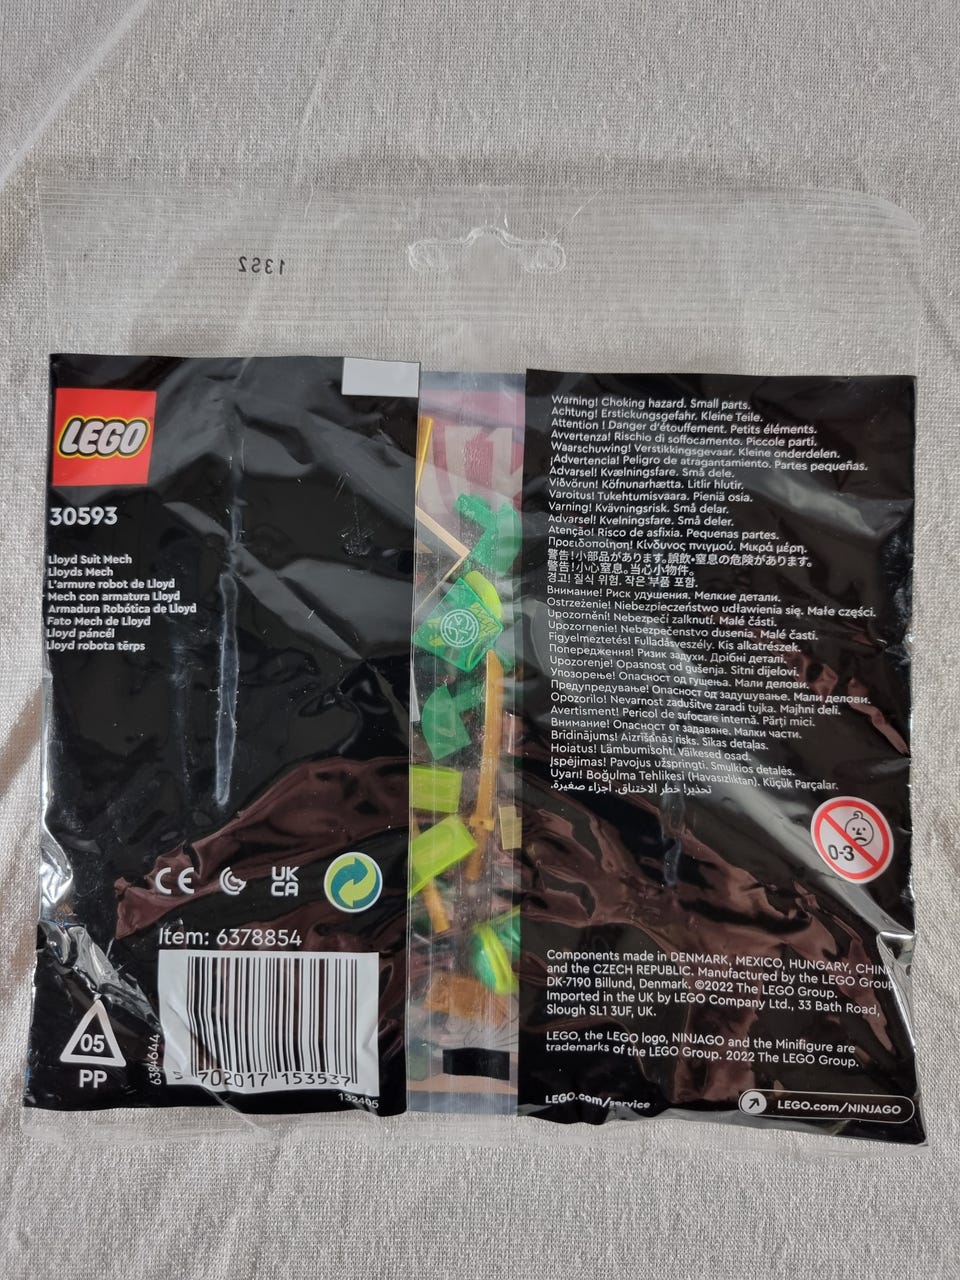 13S2
LEGO
30593
Lloyd Suit Mech
Lloyds Mech
L'armure robot de Lloyd
Mech con armatura Lloyd
Armadura Robótica de Lloyd
Fato Mech de Lloyd
Lloyd páncél
Lloyd robota tērps
CE
UK
CA
Item: 6378854
05
PP
6384644
5 702017 153537
132405
Warning! Choking hazard. Small parts.
Achtung! Erstickungsgefahr. Kleine Teile.
Attention ! Danger d'étouffement. Petits éléments.
Avvertenza! Rischio di soffocamento. Piccole parti.
Waarschuwing! Verstikkingsgevaar. Kleine onderdelen.
¡Advertencia! Peligro de atragantamiento. Partes pequeñas.
Advarsel! Kvælningsfare. Små dele.
Viðvörun! Köfnunarhætta. Litlir hlutir.
Varoitus! Tukehtumisvaara. Pieniä osia.
Varning! Kvävningsrisk. Små delar.
Advarsel! Kvelningsfare. Små deler.
Atenção! Risco de asfixia. Pequenas partes.
Προειδοποίηση! Κίνδυνος πνιγμού. Μικρά μέρη.
警告!小部品があります。誤飲•窒息の危険があります。
警告!小心窒息。当心小物件。
경고! 질식 위험. 작은 부품 포함.
Внимание! Риск удушения. Мелкие детали.
Ostrzeżenie! Niebezpieczeństwo udławienia się. Małe części.
Upozornění! Nebezpečí zalknutí. Malé části.
Upozornenie! Nebezpečenstvo dusenia. Malé časti.
Figyelmeztetés! Fulladásveszély. Kis alkatrészek.
Попередження! Ризик задухи. Дрібні деталі.
Upozorenje! Opasnost od gušenja. Sitni dijelovi.
Упозорење! Опасност од гушења. Мали делови.
Предупредување! Опасност од задушување. Мали делови.
Opozorilo! Nevarnost zadušitve zaradi tujka. Majhni deli.
Avertisment! Pericol de sufocare internă. Părți mici.
Внимание! Опасност от задавяне. Малки части.
Brīdinājums! Aizrīšanās risks. Sīkas detaļas.
Hoiatus! Lämbumisoht. Väikesed osad.
Įspėjimas! Pavojus užspringti. Smulkios detalės.
Uyarı! Boğulma Tehlikesi (Havasızlıktan). Küçük Parçalar.
تحذير! خطر الاختناق. أجزاء صغيرة.
0-3
Components made in DENMARK, MEXICO, HUNGARY, CHIN
and the CZECH REPUBLIC. Manufactured by the LEGO Group
DK-7190 Billund, Denmark. ©2022 The LEGO Group.
Imported in the UK by LEGO Company Ltd., 33 Bath Road,
Slough SL1 3UF, UK.
LEGO, the LEGO logo, NINJAGO and the Minifigure are
trademarks of the LEGO Group. 2022 The LEGO Group.
LEGO.com/service
LEGO.com/NINJAGO